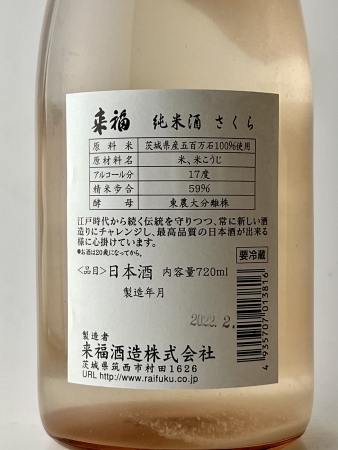 来福 純米酒 さくら
原料米 茨城県産五百万石100%使用
原材料名 米、米こうじ
アルコール分 17度
精米歩合 59%
酵母 東農大分離株
江戸時代から続く伝統を守りつつ、常に新しい酒
造りにチャレンジし、最高品質の日本酒が出来る
様に心掛けています。
●お酒は20歳になってから。
要冷蔵
<品目>日本酒 内容量720ml
製造年月
2022.2.
4935707013816
製造者
来福酒造株式会社
茨城県筑西市村田1626
URL http://www.raifuku.co.jp